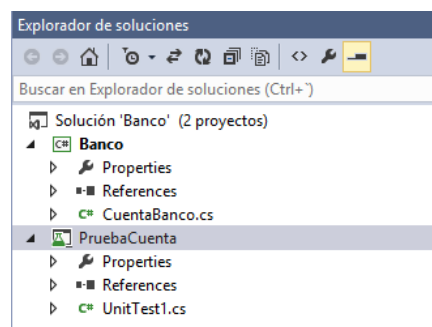 Explorador de soluciones
Buscar en Explorador de soluciones (Ctrl+`)
Solución 'Banco' (2 proyectos)
C# Banco
Properties
References
C# CuentaBanco.cs
PruebaCuenta
Properties
References
C# UnitTest1.cs